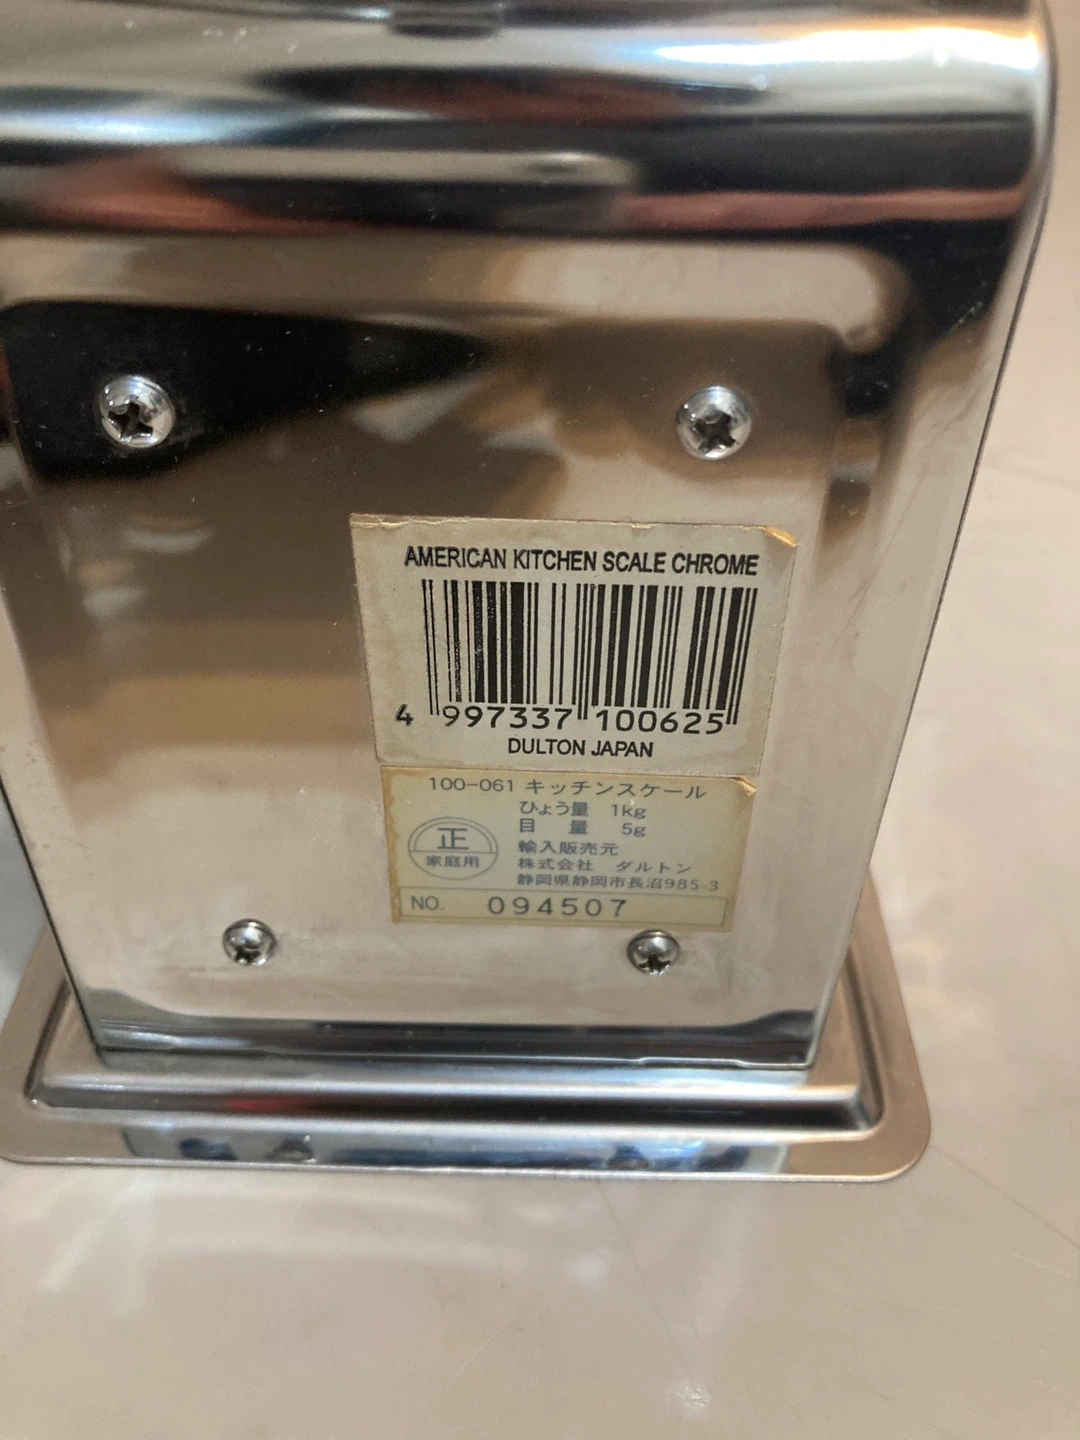 AMERICAN KITCHEN SCALE CHROME
4 997337 100625
DULTON JAPAN
100-061 キッチンスケール
ひょう量 1kg
目 量 5g
正
家庭用
輸入販売元
株式会社 ダルトン
静岡県静岡市長沼985-3
NO. 094507